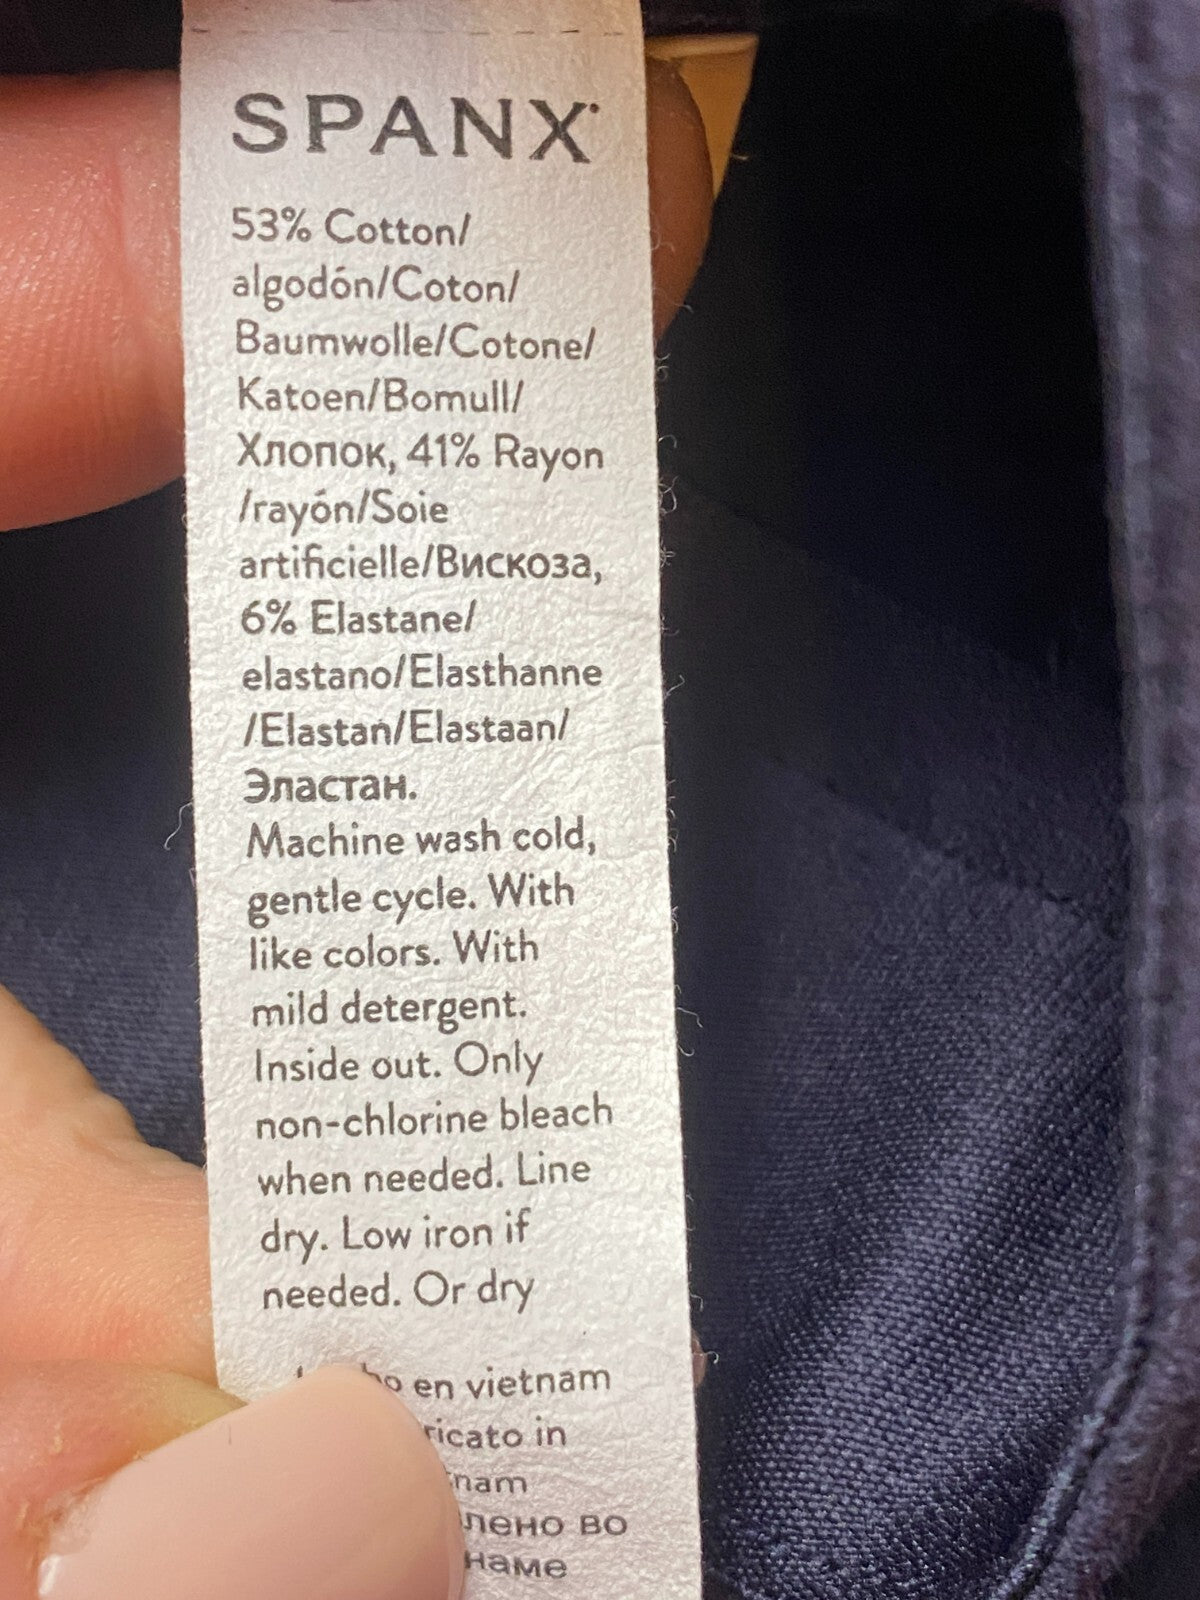 SPANX
53% Cotton/
algodón/Coton/
Baumwolle/Cotone/
Katoen/Bomull/
Хлопок, 41% Rayon
/rayón/Soie
artificielle/Вискоза,
6% Elastane/
elastano/Elasthanne
/Elastan/Elastaan/
Эластан.
Machine wash cold,
gentle cycle. With
like colors. With
mild detergent.
Inside out. Only
non-chlorine bleach
when needed. Line
dry. Low iron if
needed. Or dry
en vietnam
in
во